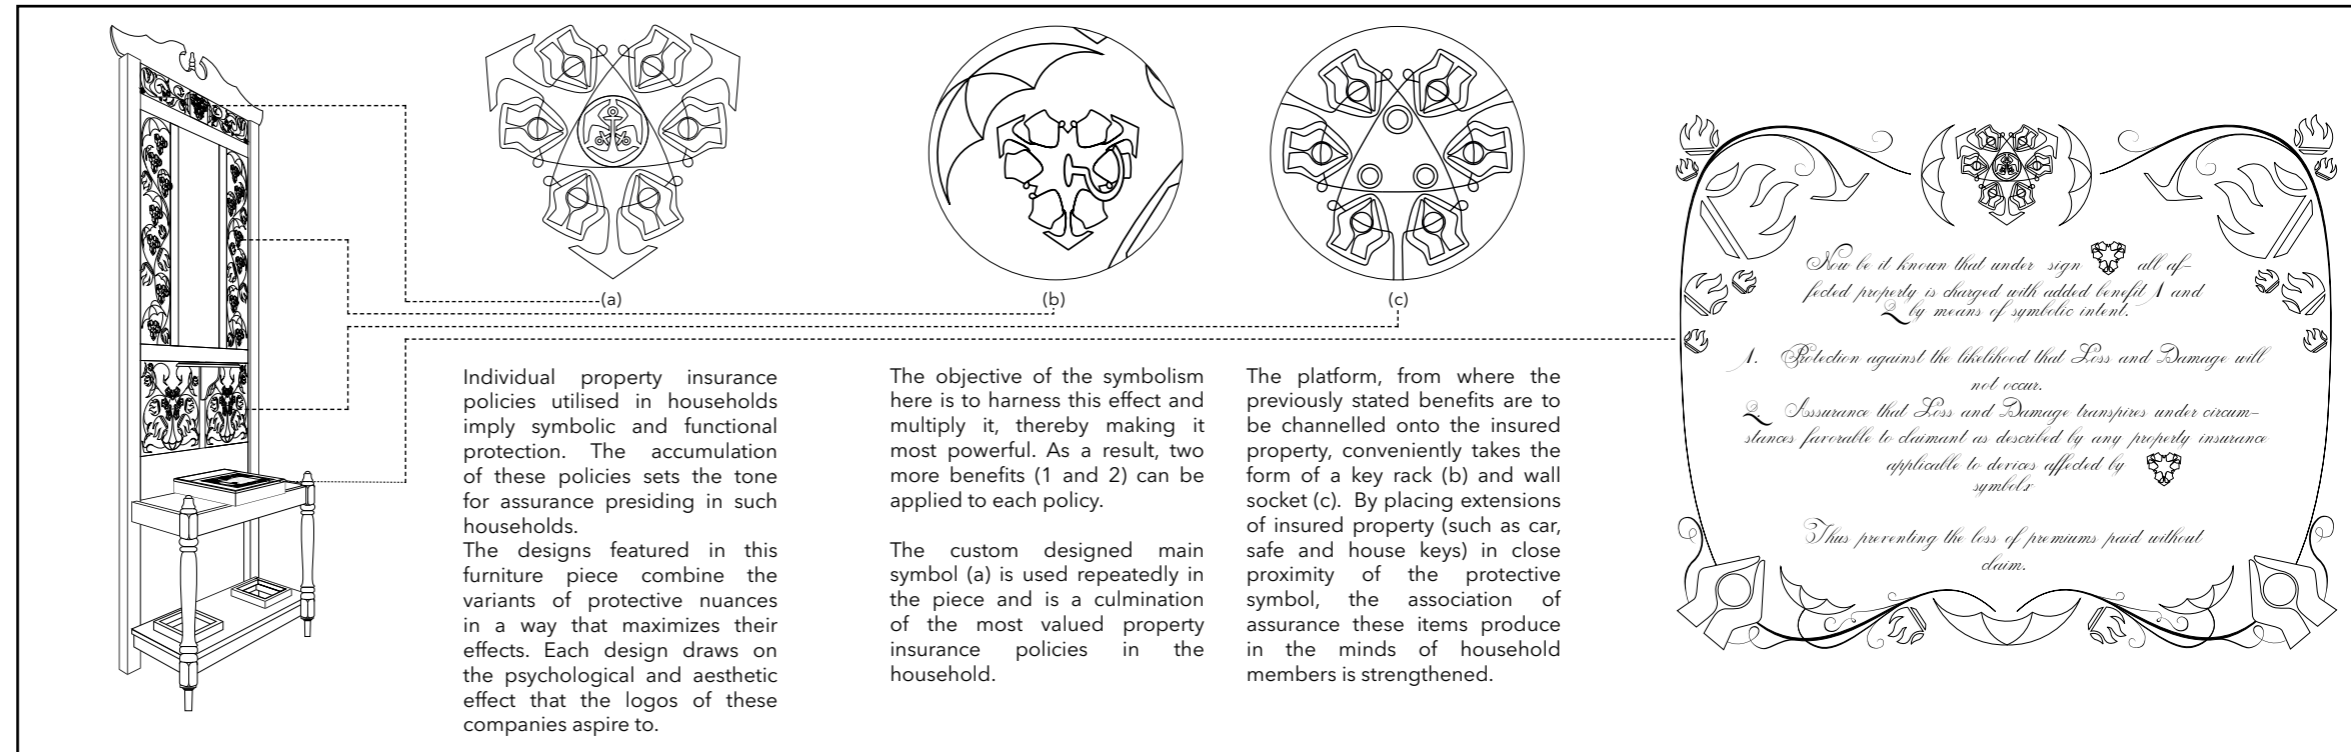 (a)
(b)
(c)
Individual property insurance
policies utilised in households
imply symbolic and functional
protection. The accumulation
of these policies sets the tone
for assurance presiding in such
households.
The designs featured in this
furniture piece combine the
variants of protective nuances
in a way that maximizes their
effects. Each design draws on
the psychological and aesthetic
effect that the logos of these
companies aspire to.
The objective of the symbolism
here is to harness this effect and
multiply it, thereby making it
most powerful. As a result, two
more benefits (1 and 2) can be
applied to each policy.
The custom designed main
symbol (a) is used repeatedly in
the piece and is a culmination
of the most valued property
insurance policies in the
household.
The platform, from where the
previously stated benefits are to
be channelled onto the insured
property, conveniently takes the
form of a key rack (b) and wall
socket (c). By placing extensions
of insured property (such as car,
safe and house keys) in close
proximity of the protective
symbol, the association of
assurance these items produce
in the minds of household
members is strengthened.
Now be it known that under sign all af-
fected property is charged with added benefit 1 and
2 by means of symbolic intent.
1. Protection against the likelihood that Loss and Damage will
not occur.
2. Assurance that Loss and Damage transpires under circum-
stances favorable to claimant as described by any property insurance
applicable to devices affected by
symbol.r
Thus preventing the loss of premiums paid without
claim.